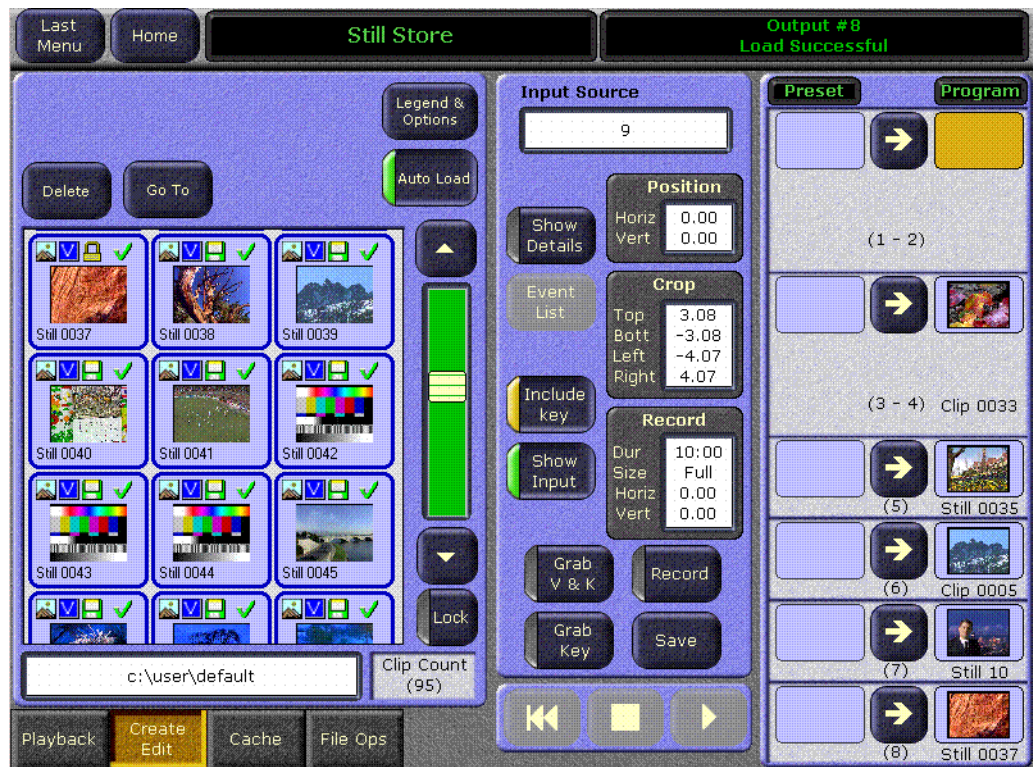 Last
Menu
Home
Still Store
Output #8
Load Successful
Legend &
Options
Auto Load
Delete
Go To
V
V
V
Still 0037
Still 0038
Still 0039
V
V
V
Still 0040
Still 0041
Still 0042
V
V
V
Still 0043
Still 0044
Still 0045
V
V
V
Lock
c:\user\default
Clip Count
(95)
Playback
Create
Edit
Cache
File Ops
Input Source
9
Show
Details
Event
List
Include
key
Show
Input
Position
Horiz 0.00
Vert 0.00
Crop
Top 3.08
Bott -3.08
Left -4.07
Right 4.07
Record
Dur 10:00
Size Full
Horiz 0.00
Vert 0.00
Grab
V & K
Record
Grab
Key
Save
Preset
Program
(1 - 2)
(3 - 4) Clip 0033
(5) Still 0035
(6) Clip 0005
(7) Still 10
(8) Still 0037